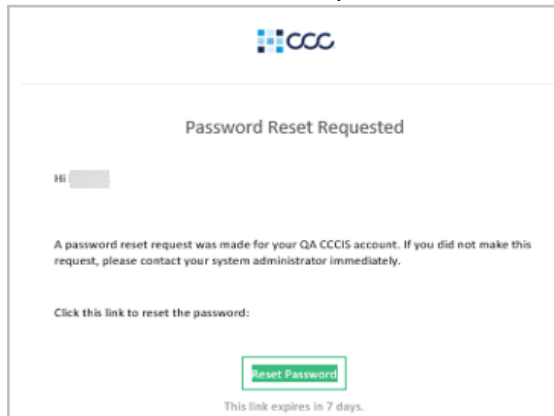 CCC
Password Reset Requested
Hi
A password reset request was made for your QA CCCIS account. If you did not make this
request, please contact your system administrator immediately.
Click this link to reset the password:
Reset Password
This link expires in 7 days.